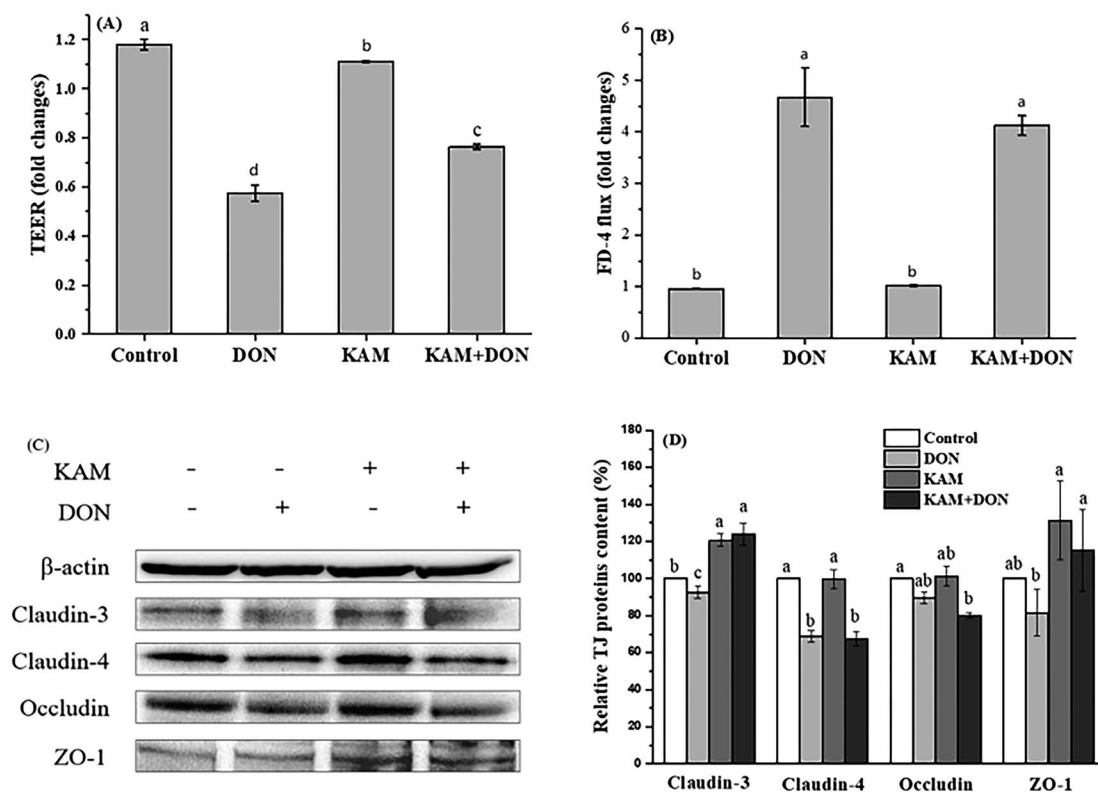 (A)
TEER (fold changes)
1.2
1.0
0.8
0.6
0.4
0.2
0.0
a
d
b
c
Control DON KAM KAM+DON
(B)
FD-4 flux (fold changes)
6
5
4
3
2
1
0
b
a
b
a
Control DON KAM KAM+DON
(C)
KAM - - + +
DON - + - +
β-actin
Claudin-3
Claudin-4
Occludin
ZO-1
(D)
Relative TJ proteins content (%)
180
160
140
120
100
80
60
40
20
0
Control
DON
KAM
KAM+DON
b c a a
a b a b
a ab ab b
ab b a a
Claudin-3 Claudin-4 Occludin ZO-1